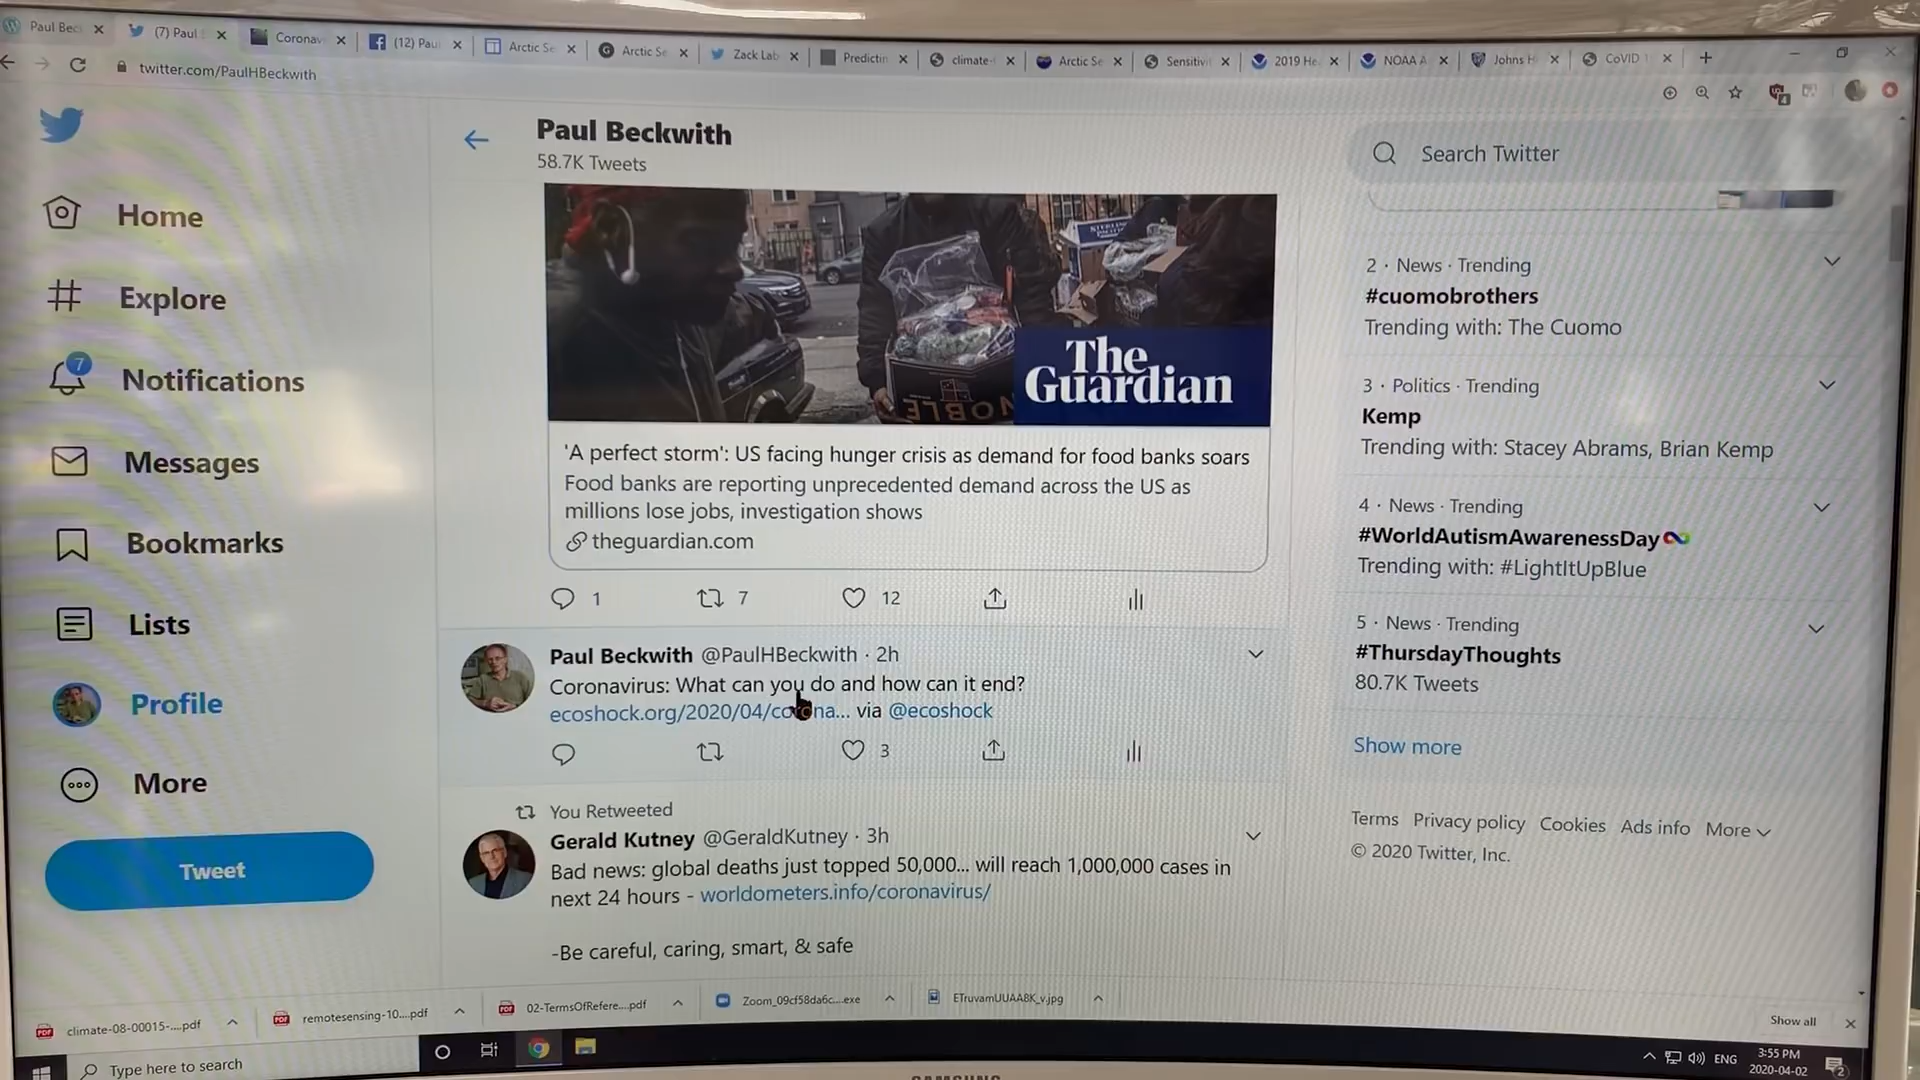 Paul Bec
(7) Paul
Coronav
(12) Pau
Arctic Se
Arctic Se
Zack Lab
Predictin
climate-
Arctic Se
Sensitivi
2019 He
NOAA A
Johns H
CoVID 1
twitter.com/PaulHBeckwith
Paul Beckwith
58.7K Tweets
Search Twitter
Home
Explore
7
Notifications
Messages
Bookmarks
Lists
Profile
More
Tweet
NOBLE
The
Guardian
'A perfect storm': US facing hunger crisis as demand for food banks soars
Food banks are reporting unprecedented demand across the US as
millions lose jobs, investigation shows
theguardian.com
1 7 12
Paul Beckwith @PaulHBeckwith · 2h
Coronavirus: What can you do and how can it end?
ecoshock.org/2020/04/corona... via @ecoshock
3
You Retweeted
Gerald Kutney @GeraldKutney · 3h
Bad news: global deaths just topped 50,000... will reach 1,000,000 cases in
next 24 hours - worldometers.info/coronavirus/
-Be careful, caring, smart, & safe
2 · News · Trending
#cuomobrothers
Trending with: The Cuomo
3 · Politics · Trending
Kemp
Trending with: Stacey Abrams, Brian Kemp
4 · News · Trending
#WorldAutismAwarenessDay
Trending with: #LightItUpBlue
5 · News · Trending
#ThursdayThoughts
80.7K Tweets
Show more
Terms Privacy policy Cookies Ads info More
© 2020 Twitter, Inc.
climate-08-00015-....pdf
remotesensing-10....pdf
02-TermsOfRefere....pdf
Zoom_09cf58da6c....exe
ETruvamUUAA8K_v.jpg
Show all
Type here to search
ENG
3:55 PM
2020-04-02
2
SAMSUNG